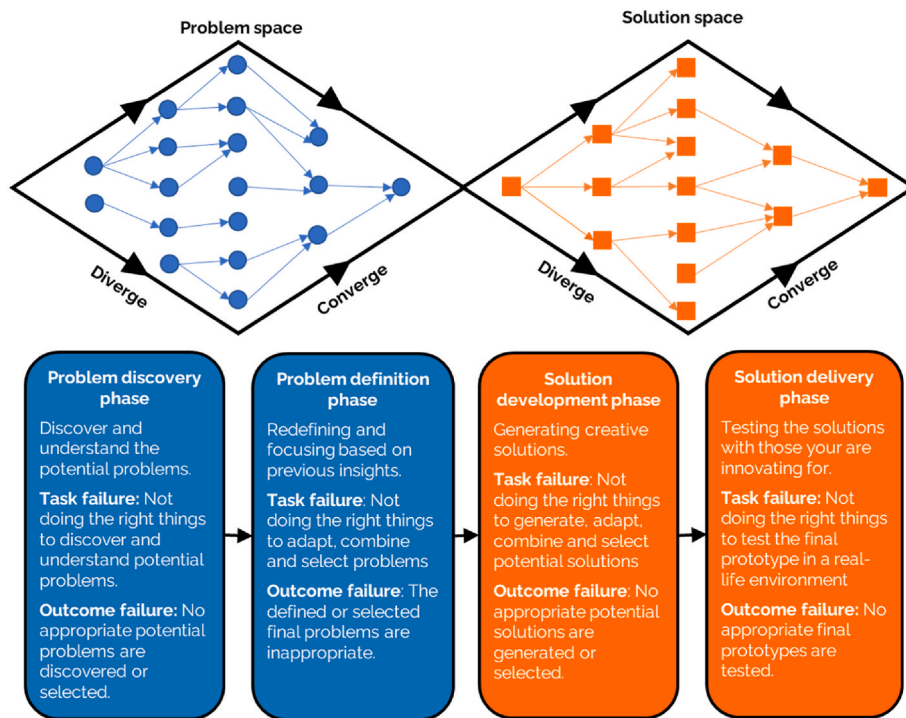 Problem space
Solution space
Diverge
Converge
Diverge
Converge
Problem discovery
phase
Discover and
understand the
potential problems.
Task failure: Not
doing the right things
to discover and
understand potential
problems.
Outcome failure: No
appropriate potential
problems are
discovered or
selected.
Problem definition
phase
Redefining and
focusing based on
previous insights.
Task failure: Not
doing the right things
to adapt, combine
and select problems
Outcome failure: The
defined or selected
final problems are
inappropriate.
Solution
development phase
Generating creative
solutions.
Task failure: Not
doing the right things
to generate, adapt,
combine and select
potential solutions
Outcome failure: No
appropriate potential
solutions are
generated or
selected.
Solution delivery
phase
Testing the solutions
with those your are
innovating for.
Task failure: Not
doing the right things
to test the final
prototype in a real-
life environment
Outcome failure: No
appropriate final
prototypes are
tested.